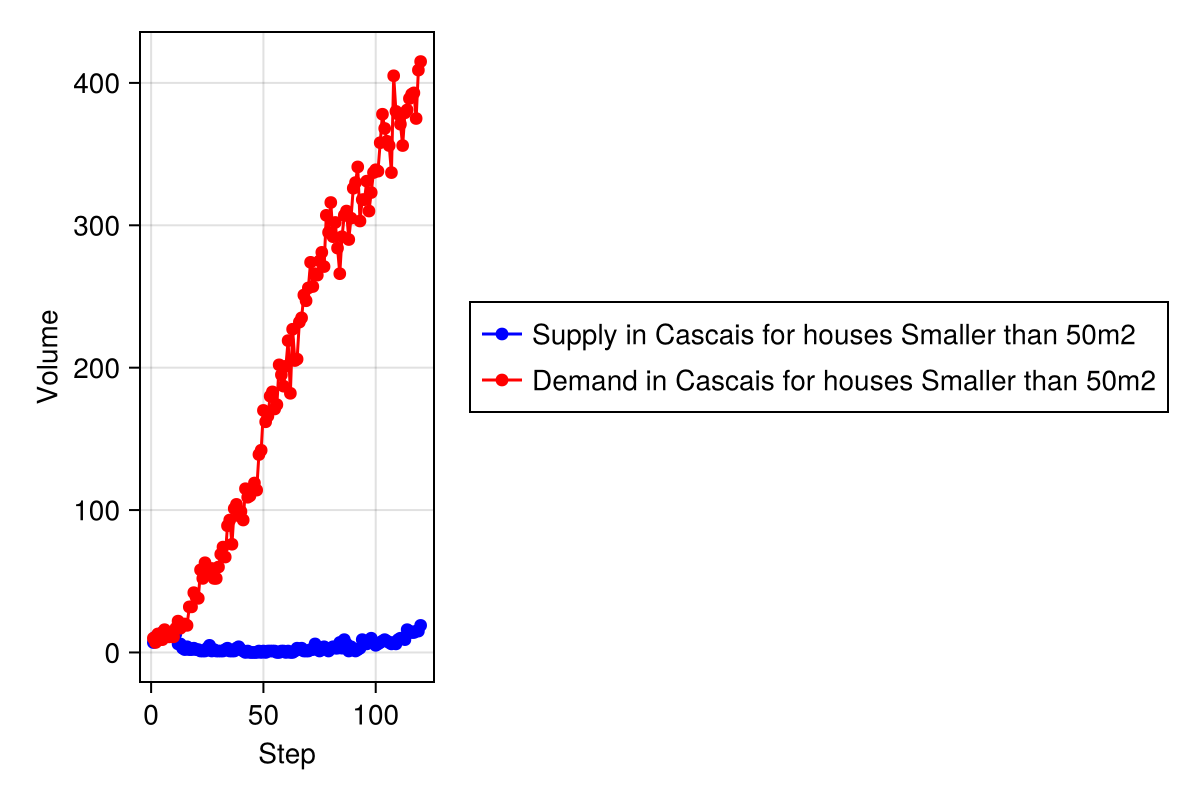 Volume
400
300
200
100
0
0 50 100
Step
Supply in Cascais for houses Smaller than 50m2
Demand in Cascais for houses Smaller than 50m2